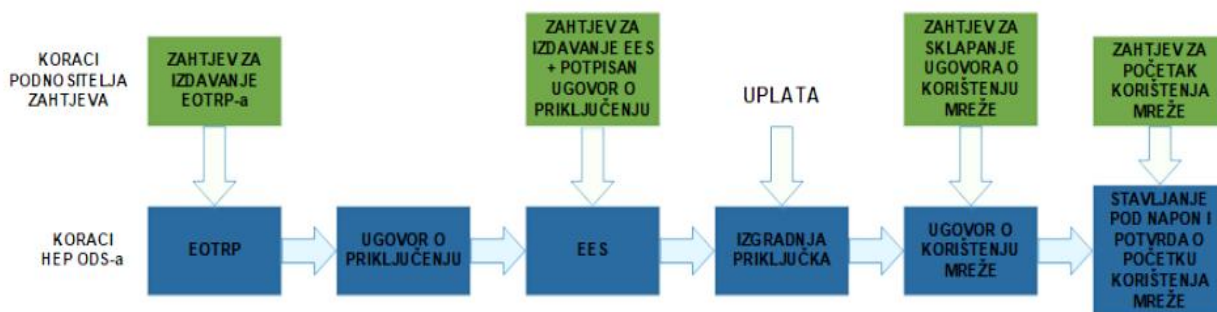 KORACI
PODNOSITELJA
ZAHTJEVA
ZAHTJEV ZA
IZDAVANJE
EOTRP-a
ZAHTJEV ZA
IZDAVANJE EES
+ POTPISAN
UGOVOR O
PRIKLJUČENJU
UPLATA
ZAHTJEV ZA
SKLAPANJE
UGOVORA O
KORIŠTENJU
MREŽE
ZAHTJEV ZA
POČETAK
KORIŠTENJA
MREŽE
KORACI
HEP ODS-a
EOTRP
UGOVOR O
PRIKLJUČENJU
EES
IZGRADNJA
PRIKLJUČKA
UGOVOR O
KORIŠTENJU
MREŽE
STAVLJANJE
POD NAPON I
POTVRDA O
POČETKU
KORIŠTENJA
MREŽE